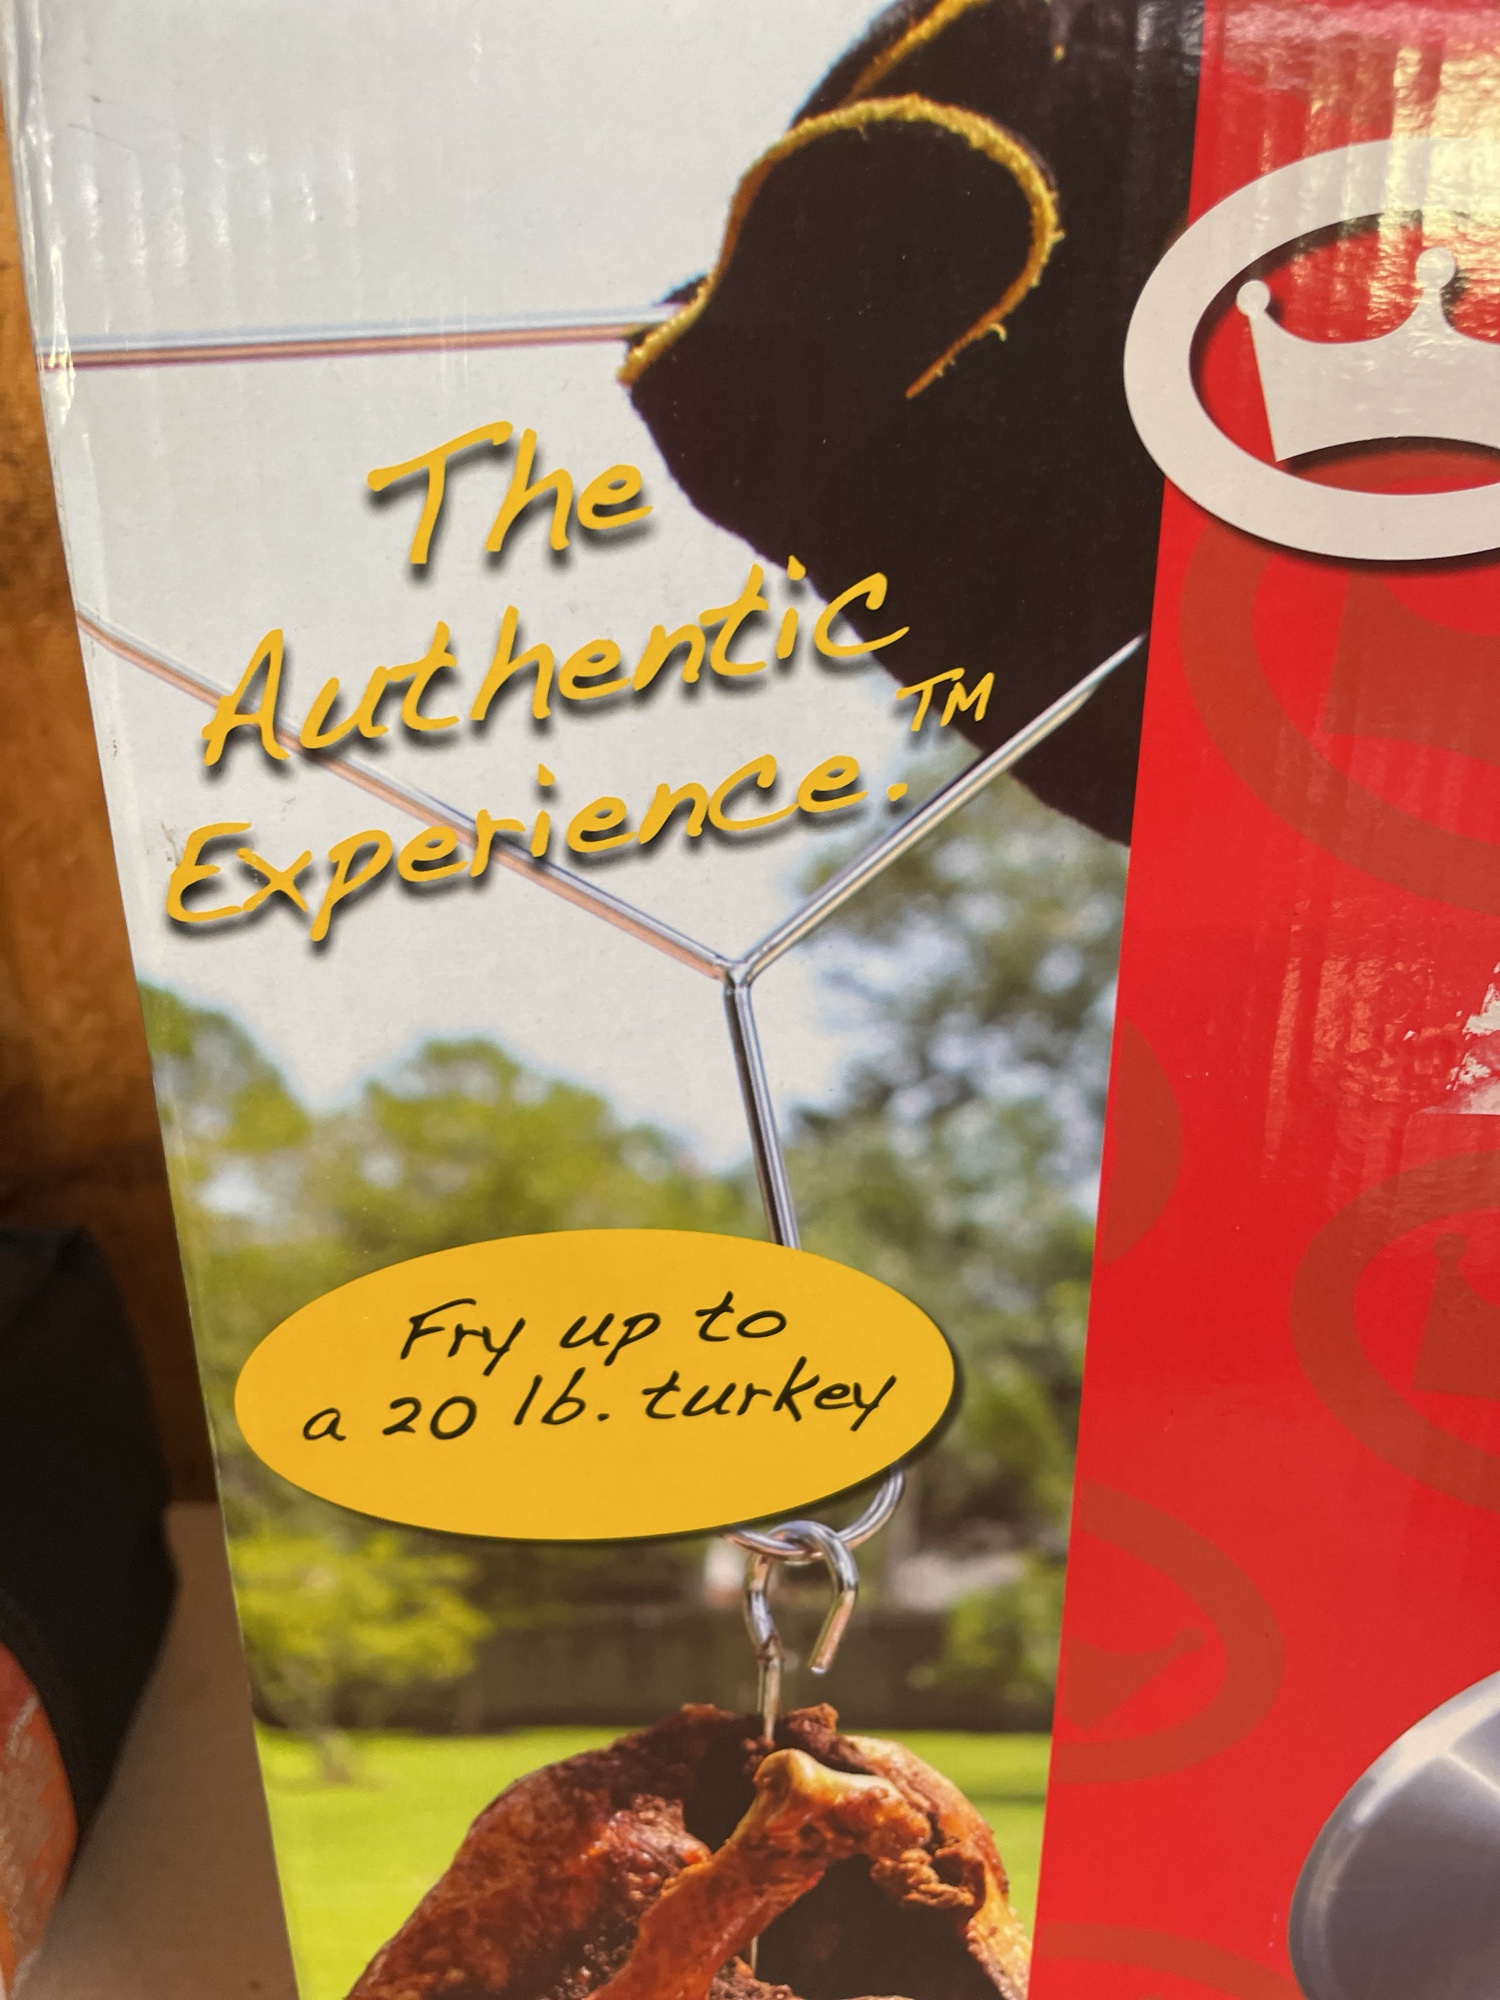 The
Authentic
Experience.™
Fry up to
a 20 lb. turkey